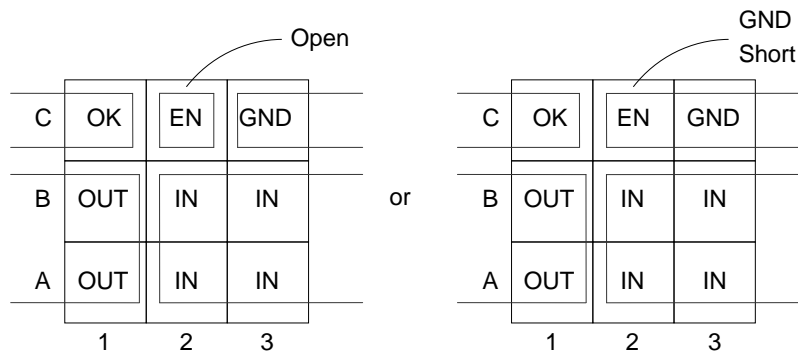 Open
GND
Short
C OK EN GND
C OK EN GND
B OUT IN IN
or
B OUT IN IN
A OUT IN IN
A OUT IN IN
1 2 3
1 2 3